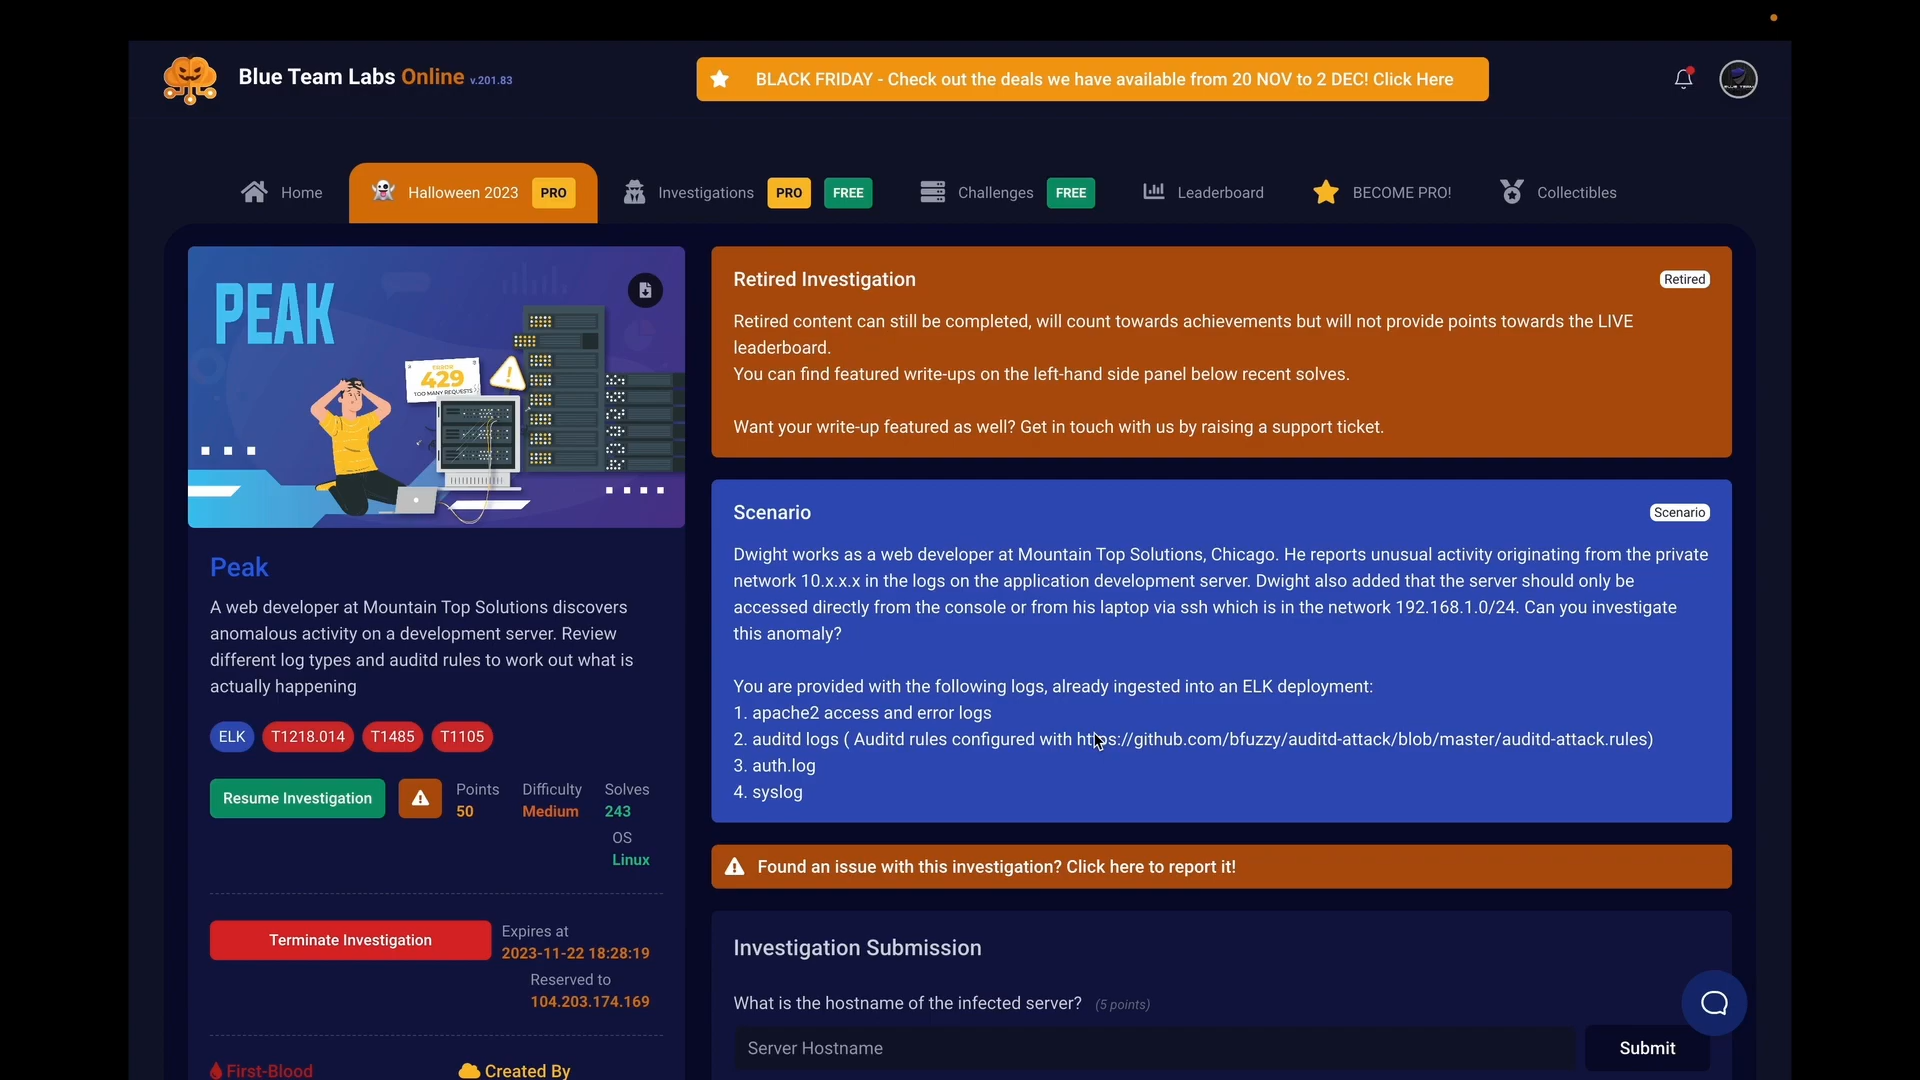 Blue Team Labs Online v.201.83
BLACK FRIDAY - Check out the deals we have available from 20 NOV to 2 DEC! Click Here
Home
Halloween 2023 PRO
Investigations PRO FREE
Challenges FREE
Leaderboard
BECOME PRO!
Collectibles
PEAK
ERROR
429
TOO MANY REQUESTS
Peak
A web developer at Mountain Top Solutions discovers
anomalous activity on a development server. Review
different log types and auditd rules to work out what is
actually happening
ELK T1218.014 T1485 T1105
Resume Investigation
Points
50
Difficulty
Medium
Solves
243
OS
Linux
Terminate Investigation
Expires at
2023-11-22 18:28:19
Reserved to
104.203.174.169
First-Blood
Created By
Retired Investigation
Retired
Retired content can still be completed, will count towards achievements but will not provide points towards the LIVE
leaderboard.
You can find featured write-ups on the left-hand side panel below recent solves.
Want your write-up featured as well? Get in touch with us by raising a support ticket.
Scenario
Scenario
Dwight works as a web developer at Mountain Top Solutions, Chicago. He reports unusual activity originating from the private
network 10.x.x.x in the logs on the application development server. Dwight also added that the server should only be
accessed directly from the console or from his laptop via ssh which is in the network 192.168.1.0/24. Can you investigate
this anomaly?
You are provided with the following logs, already ingested into an ELK deployment:
1. apache2 access and error logs
2. auditd logs ( Auditd rules configured with https://github.com/bfuzzy/auditd-attack/blob/master/auditd-attack.rules)
3. auth.log
4. syslog
Found an issue with this investigation? Click here to report it!
Investigation Submission
What is the hostname of the infected server? (5 points)
Server Hostname
Submit